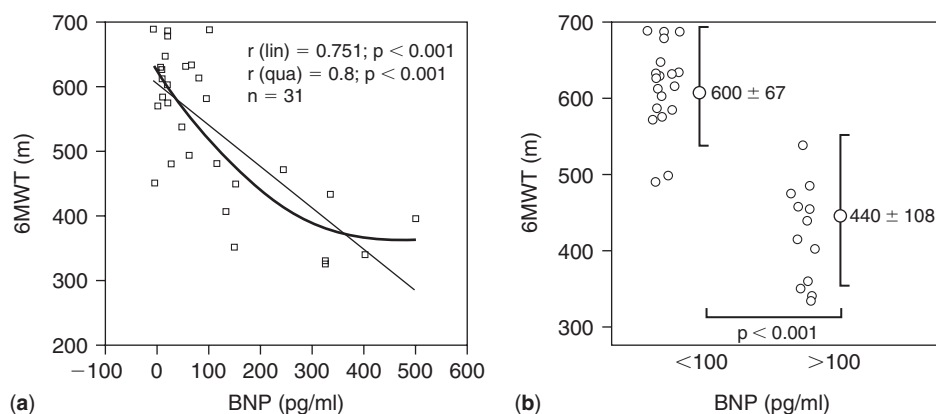 700
600
500
400
300
200
−100
0
100
200
300
400
500
600
6MWT (m)
BNP (pg/ml)
r (lin) = 0.751; p < 0.001
r (qua) = 0.8; p < 0.001
n = 31
(a)
700
600
500
400
300
6MWT (m)
600 ± 67
440 ± 108
p < 0.001
<100
>100
BNP (pg/ml)
(b)